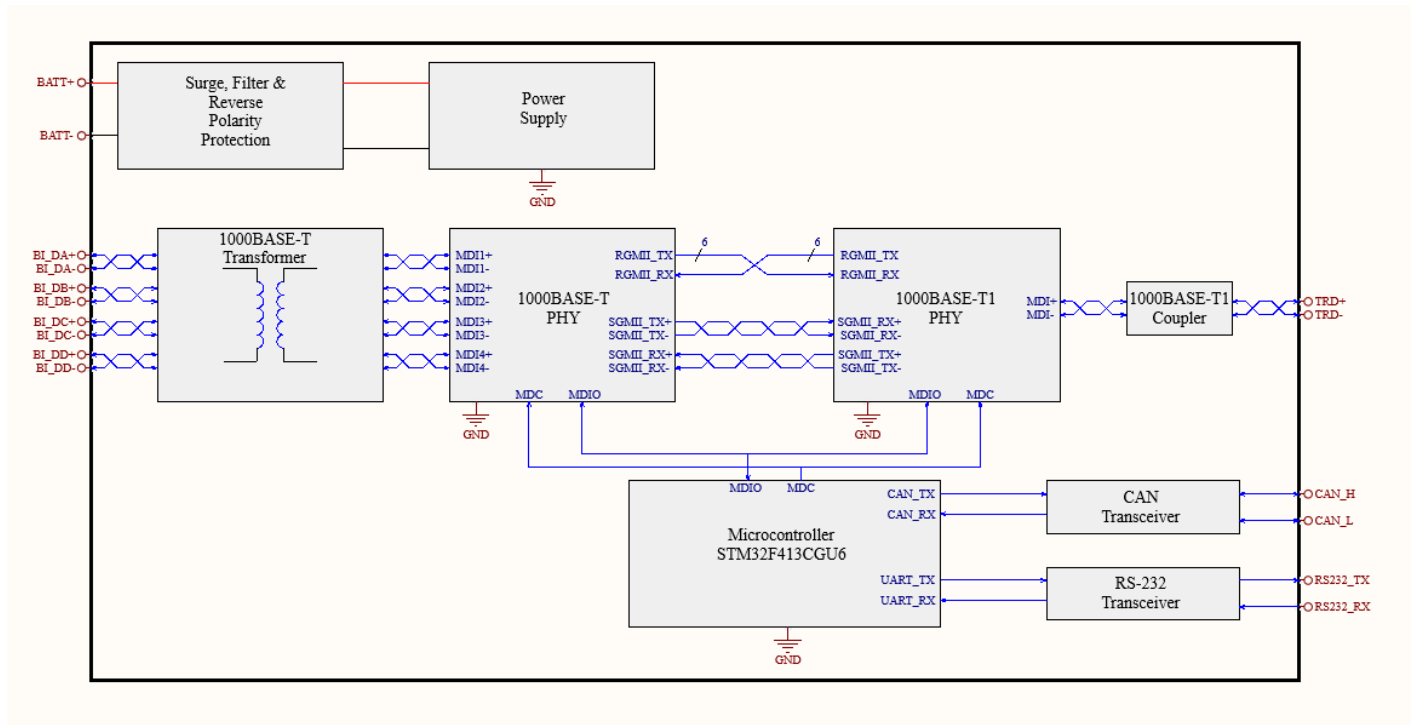 BATT+
BATT-
Surge, Filter &
Reverse
Polarity
Protection
Power
Supply
GND
BI_DA+
BI_DA-
BI_DB+
BI_DB-
BI_DC+
BI_DC-
BI_DD+
BI_DD-
1000BASE-T
Transformer
MDI1+
MDI1-
MDI2+
MDI2-
MDI3+
MDI3-
MDI4+
MDI4-
1000BASE-T
PHY
RGMII_TX
RGMII_RX
SGMII_TX+
SGMII_TX-
SGMII_RX+
SGMII_RX-
MDC
MDIO
GND
6
6
RGMII_TX
RGMII_RX
1000BASE-T1
PHY
SGMII_RX+
SGMII_RX-
SGMII_TX+
SGMII_TX-
MDI+
MDI-
MDIO
MDC
GND
1000BASE-T1
Coupler
TRD+
TRD-
MDIO
MDC
Microcontroller
STM32F413CGU6
CAN_TX
CAN_RX
UART_TX
UART_RX
GND
CAN
Transceiver
CAN_H
CAN_L
RS-232
Transceiver
RS232_TX
RS232_RX